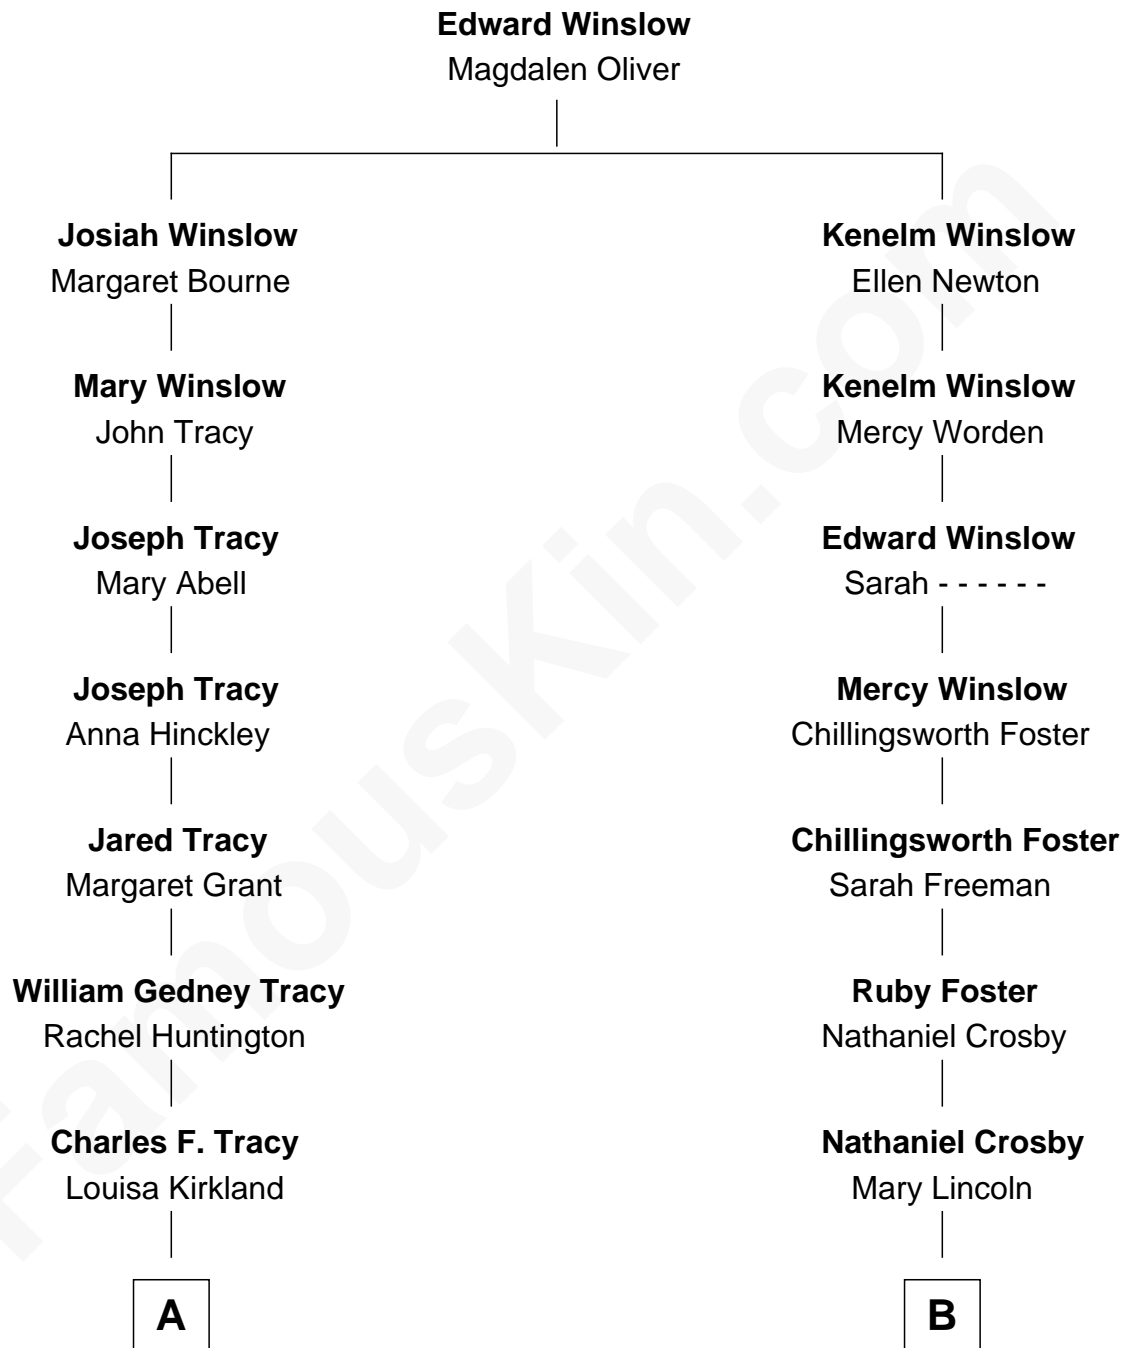 Edward Winslow
Magdalen Oliver
Josiah Winslow
Margaret Bourne
Kenelm Winslow
Ellen Newton
Mary Winslow
John Tracy
Kenelm Winslow
Mercy Worden
Joseph Tracy
Mary Abell
Edward Winslow
Sarah - - - - - -
Joseph Tracy
Anna Hinckley
Mercy Winslow
Chillingsworth Foster
Jared Tracy
Margaret Grant
Chillingsworth Foster
Sarah Freeman
William Gedney Tracy
Rachel Huntington
Ruby Foster
Nathaniel Crosby
Charles F. Tracy
Louisa Kirkland
Nathaniel Crosby
Mary Lincoln
A
B
FamousKin.com